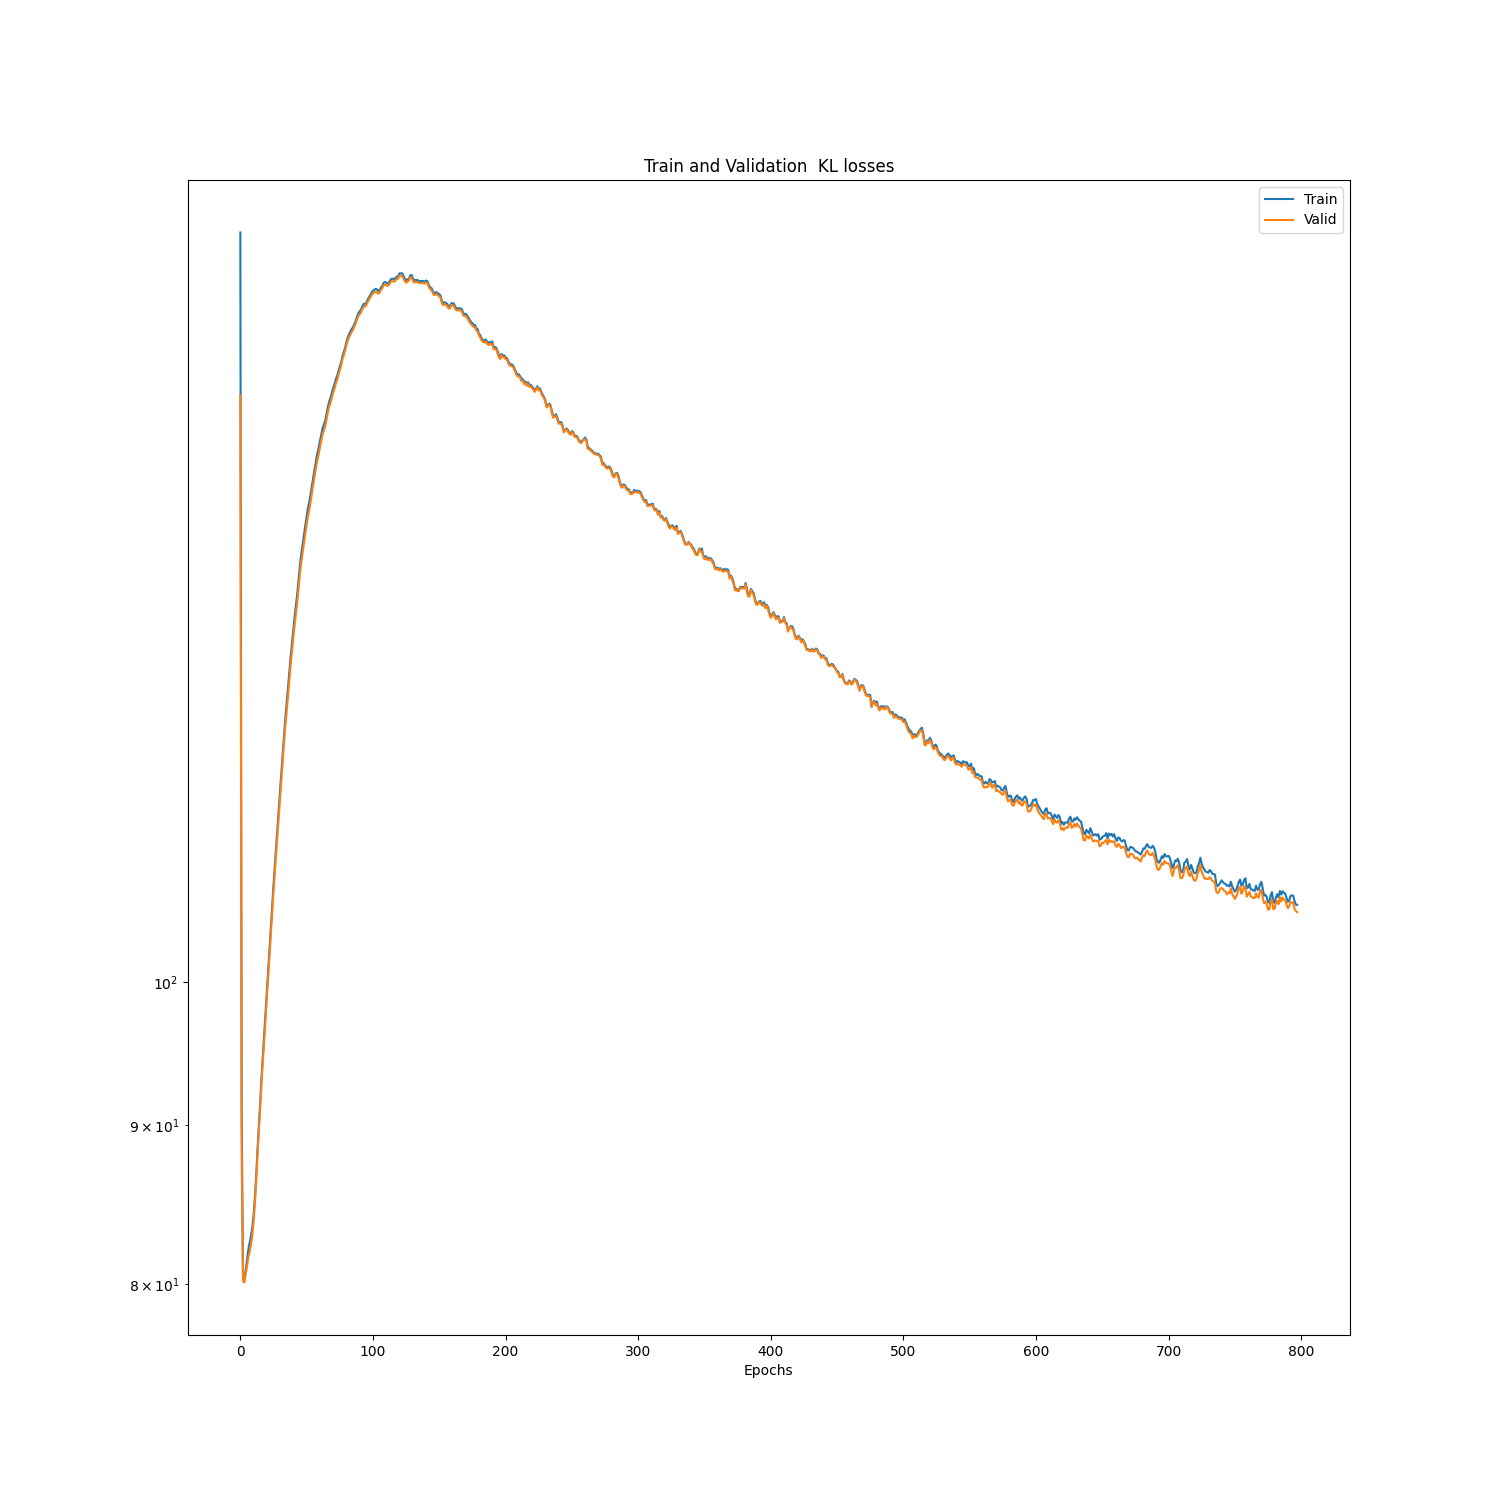 Train and Validation  KL losses
Train
Valid
10²
9 × 10¹
8 × 10¹
0 100 200 300 400 500 600 700 800
Epochs